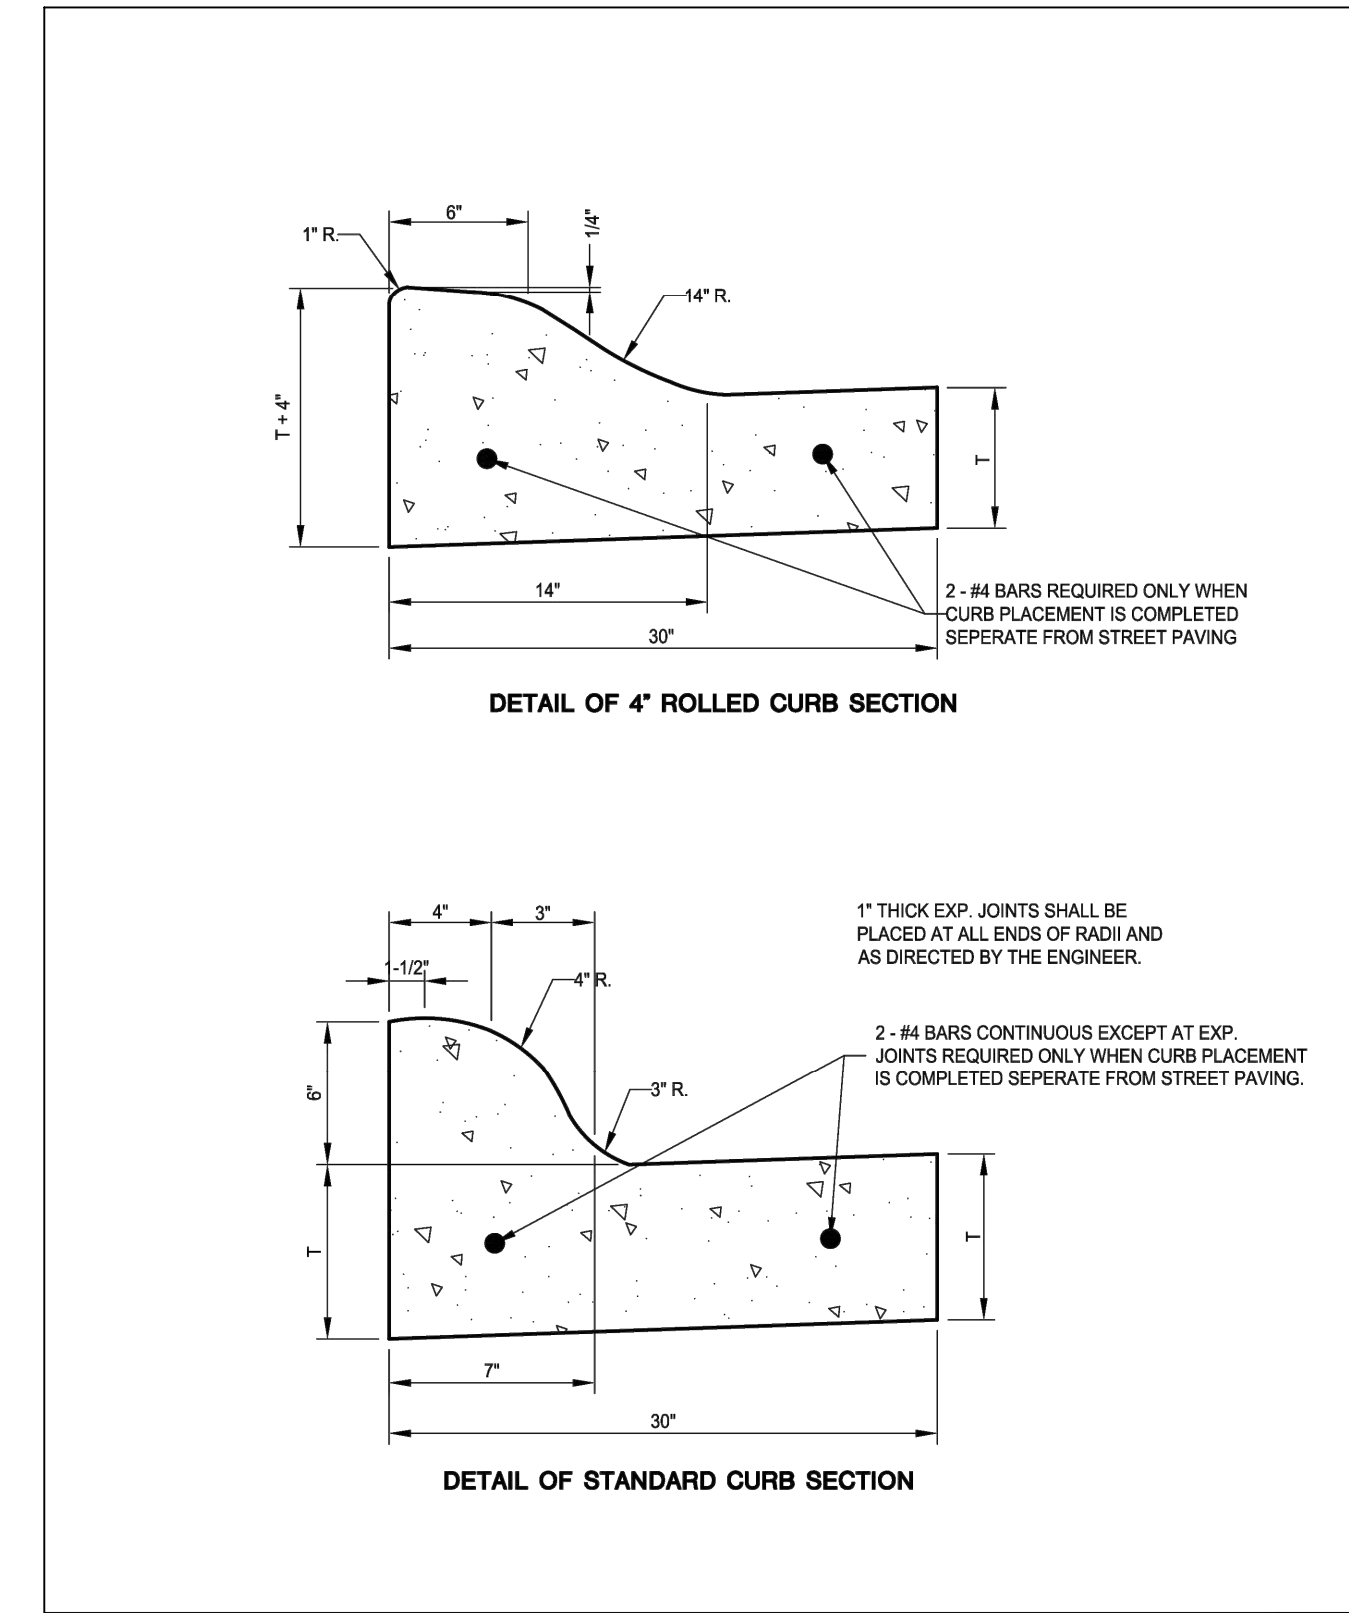 6"
1/4"
1" R.
14" R.
T + 4"
T
14"
30"
2 - #4 BARS REQUIRED ONLY WHEN
CURB PLACEMENT IS COMPLETED
SEPERATE FROM STREET PAVING
DETAIL OF 4" ROLLED CURB SECTION
4"
3"
1" THICK EXP. JOINTS SHALL BE
PLACED AT ALL ENDS OF RADII AND
AS DIRECTED BY THE ENGINEER.
1-1/2"
4" R.
2 - #4 BARS CONTINUOUS EXCEPT AT EXP.
JOINTS REQUIRED ONLY WHEN CURB PLACEMENT
IS COMPLETED SEPERATE FROM STREET PAVING.
6"
3" R.
T
T
7"
30"
DETAIL OF STANDARD CURB SECTION